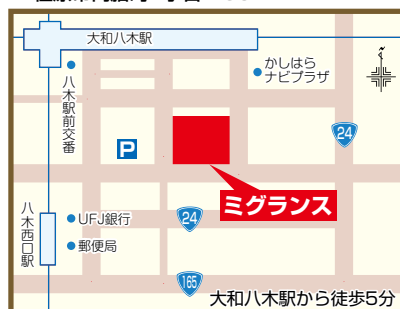 大和八木駅
かしはら
ナビプラザ
八木駅前交番
24
P
ミグランス
八木西口駅
UFJ銀行
24
郵便局
165
大和八木駅から徒歩5分